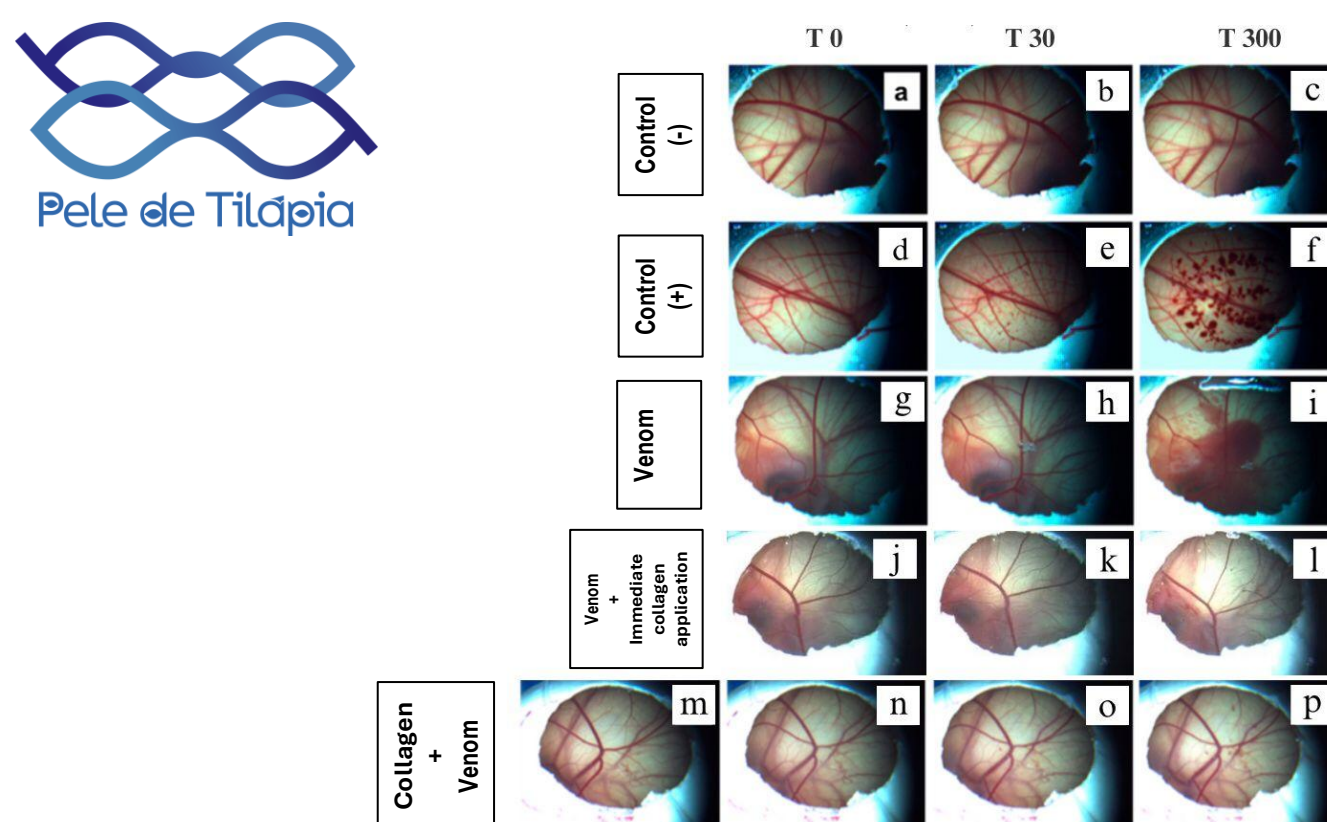 Pele de Tilápia
T 0 T 30 T 300
Control
(-)
a b c
Control
(+)
d e f
Venom
g h i
Venom
+
Immediate
collagen
application
j k l
Collagen
+
Venom
m n o p